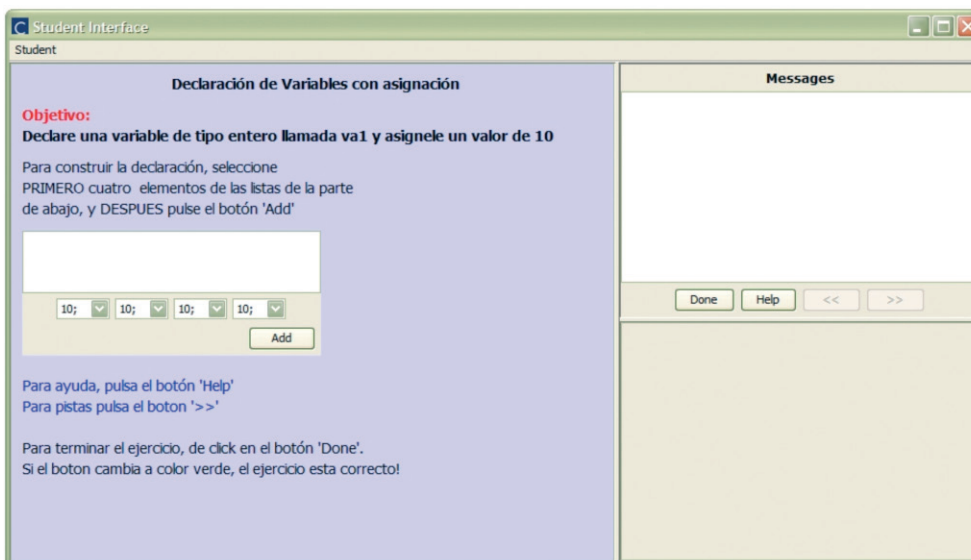 Student Interface
Student
Declaración de Variables con asignación
Objetivo:
Declare una variable de tipo entero llamada va1 y asignele un valor de 10
Para construir la declaración, seleccione
PRIMERO cuatro elementos de las listas de la parte
de abajo, y DESPUES pulse el botón 'Add'
10; 10; 10; 10;
Add
Para ayuda, pulsa el botón 'Help'
Para pistas pulsa el boton '>>'
Para terminar el ejercicio, de click en el botón 'Done'.
Si el boton cambia a color verde, el ejercicio esta correcto!
Messages
Done Help << >>